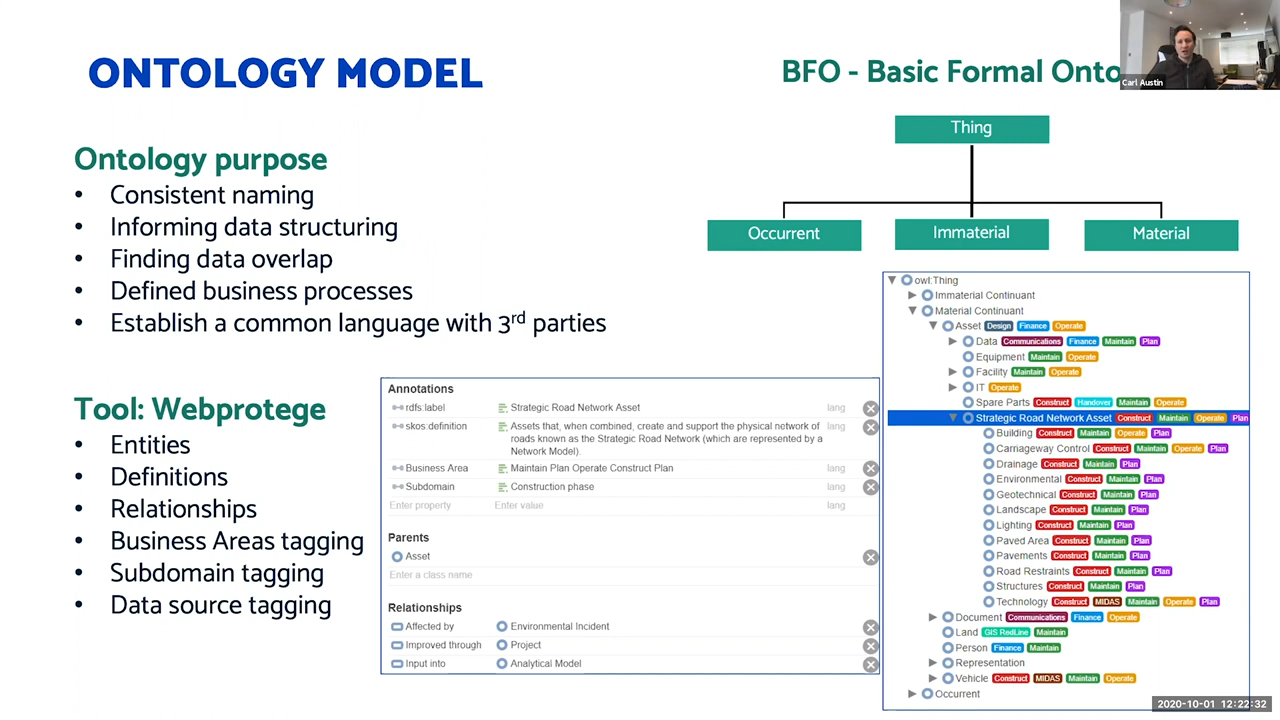 ONTOLOGY MODEL
BFO - Basic Formal Onto
Carl Austin
Thing
Occurrent
Immaterial
Material
Ontology purpose
• Consistent naming
• Informing data structuring
• Finding data overlap
• Defined business processes
• Establish a common language with 3rd parties
Tool: Webprotege
• Entities
• Definitions
• Relationships
• Business Areas tagging
• Subdomain tagging
• Data source tagging
Annotations
rdfs:label Strategic Road Network Asset lang
skos:definition Assets that, when combined, create and support the physical network of lang
roads known as the Strategic Road Network (which are represented by a
Network Model).
Business Area Maintain Plan Operate Construct Plan lang
Subdomain Construction phase lang
Enter property Enter value lang
Parents
Asset
Enter a class name
Relationships
Affected by Environmental Incident
Improved through Project
Input into Analytical Model
owl:Thing
Immaterial Continuant
Material Continuant
Asset Design Finance Operate
Data Communications Finance Maintain Plan
Equipment Maintain Operate
Facility Maintain Operate
IT Operate
Spare Parts Construct Handover Maintain Operate
Strategic Road Network Asset Construct Maintain Operate Plan
Building Construct Maintain Operate Plan
Carriageway Control Construct Maintain Operate Plan
Drainage Construct Maintain Plan
Environmental Construct Maintain Plan
Geotechnical Construct Maintain Plan
Landscape Construct Maintain Plan
Lighting Construct Maintain Plan
Paved Area Construct Maintain Plan
Pavements Construct Maintain Plan
Road Restraints Construct Maintain Plan
Structures Construct Maintain Plan
Technology Construct MIDAS Maintain Operate Plan
Document Communications Finance Operate
Land GIS RedLine Maintain
Person Finance Maintain
Representation
Vehicle Construct MIDAS Maintain Operate
Occurrent
2020-10-01 12:22:32